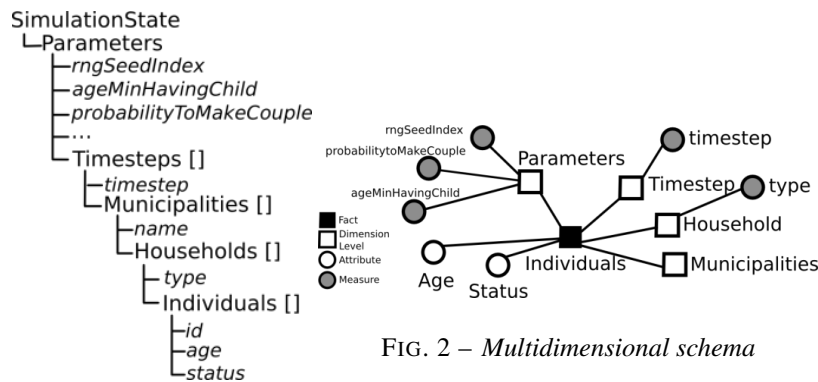 SimulationState
Parameters
rngSeedIndex
ageMinHavingChild
probabilityToMakeCouple
...
Timesteps []
timestep
Municipalities []
name
Households []
type
Individuals []
id
age
status
rngSeedIndex
probabilitytoMakeCouple
ageMinHavingChild
Parameters
timestep
Timestep
type
Household
Municipalities
Individuals
Age
Status
Fact
Dimension
Level
Attribute
Measure
FIG. 2 – Multidimensional schema